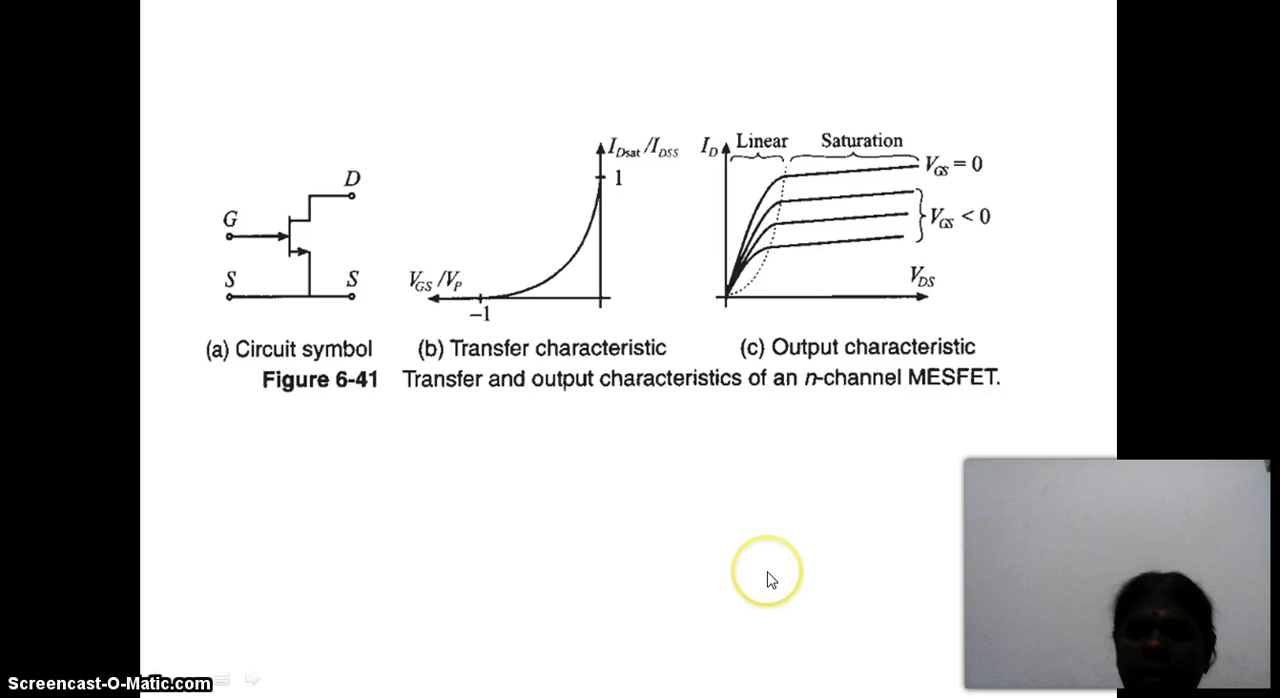 D
G
S
S
(a) Circuit symbol
I_Dsat /I_DSS
1
V_GS /V_P
–1
(b) Transfer characteristic
I_D
Linear
Saturation
V_GS = 0
V_GS < 0
V_DS
(c) Output characteristic
Figure 6-41 Transfer and output characteristics of an n-channel MESFET.
Screencast-O-Matic.com